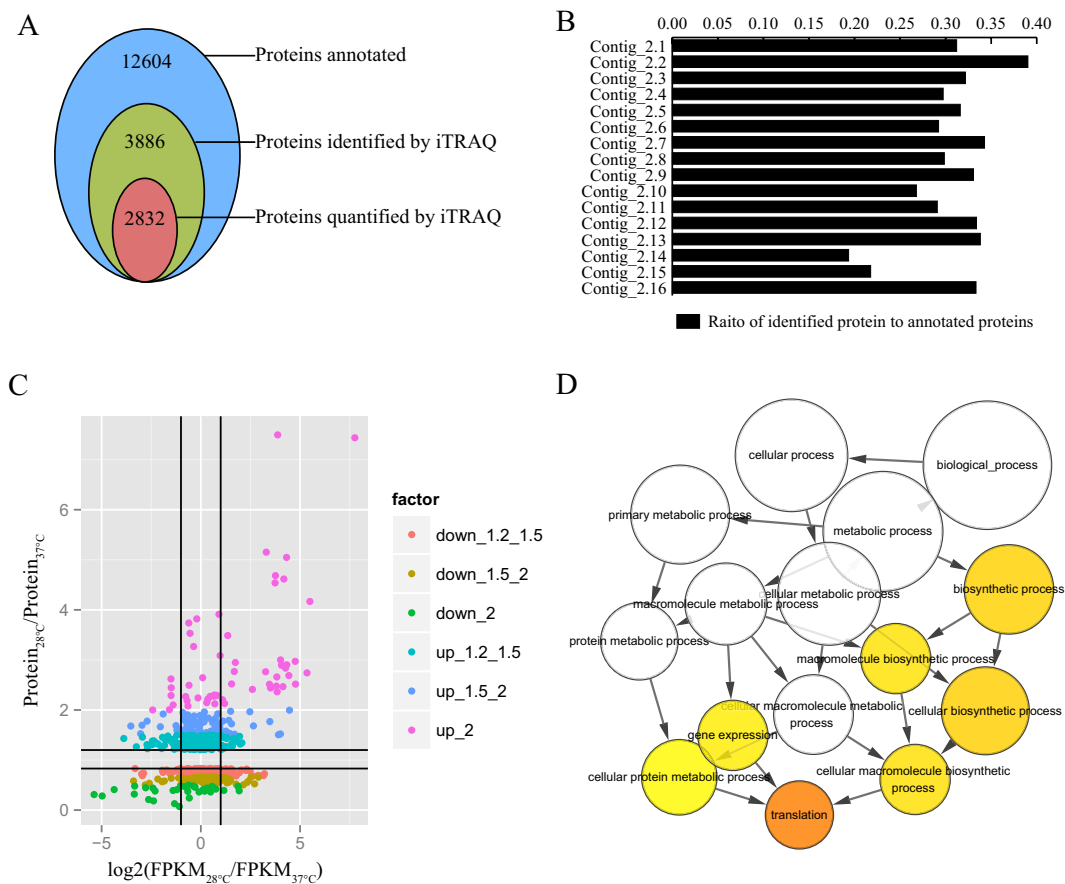 A
12604
Proteins annotated
3886
Proteins identified by iTRAQ
2832
Proteins quantified by iTRAQ
B
0.00 0.05 0.10 0.15 0.20 0.25 0.30 0.35 0.40
Contig_2.1
Contig_2.2
Contig_2.3
Contig_2.4
Contig_2.5
Contig_2.6
Contig_2.7
Contig_2.8
Contig_2.9
Contig_2.10
Contig_2.11
Contig_2.12
Contig_2.13
Contig_2.14
Contig_2.15
Contig_2.16
Raito of identified protein to annotated proteins
C
Protein28°C/Protein37°C
6
4
2
0
−5 0 5
log2(FPKM28°C/FPKM37°C)
factor
down_1.2_1.5
down_1.5_2
down_2
up_1.2_1.5
up_1.5_2
up_2
D
cellular process
biological_process
primary metabolic process
metabolic process
biosynthetic process
cellular metabolic process
macromolecule metabolic process
protein metabolic process
macromolecule biosynthetic process
cellular macromolecule metabolic
process
cellular biosynthetic process
gene expression
cellular protein metabolic process
cellular macromolecule biosynthetic
process
translation